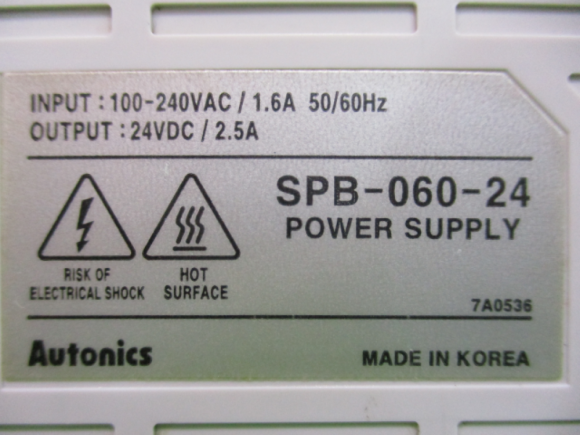 INPUT : 100-240VAC / 1.6A 50/60Hz
OUTPUT : 24VDC / 2.5A
SPB-060-24
POWER SUPPLY
RISK OF
ELECTRICAL SHOCK
HOT
SURFACE
7A0536
Autonics
MADE IN KOREA